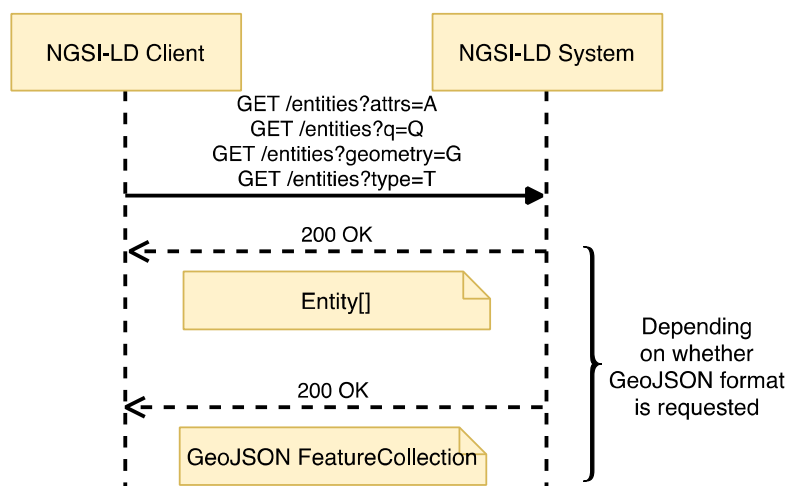 NGSI-LD Client
NGSI-LD System
GET /entities?attrs=A
GET /entities?q=Q
GET /entities?geometry=G
GET /entities?type=T
200 OK
Entity[]
Depending
on whether
GeoJSON format
is requested
200 OK
GeoJSON FeatureCollection